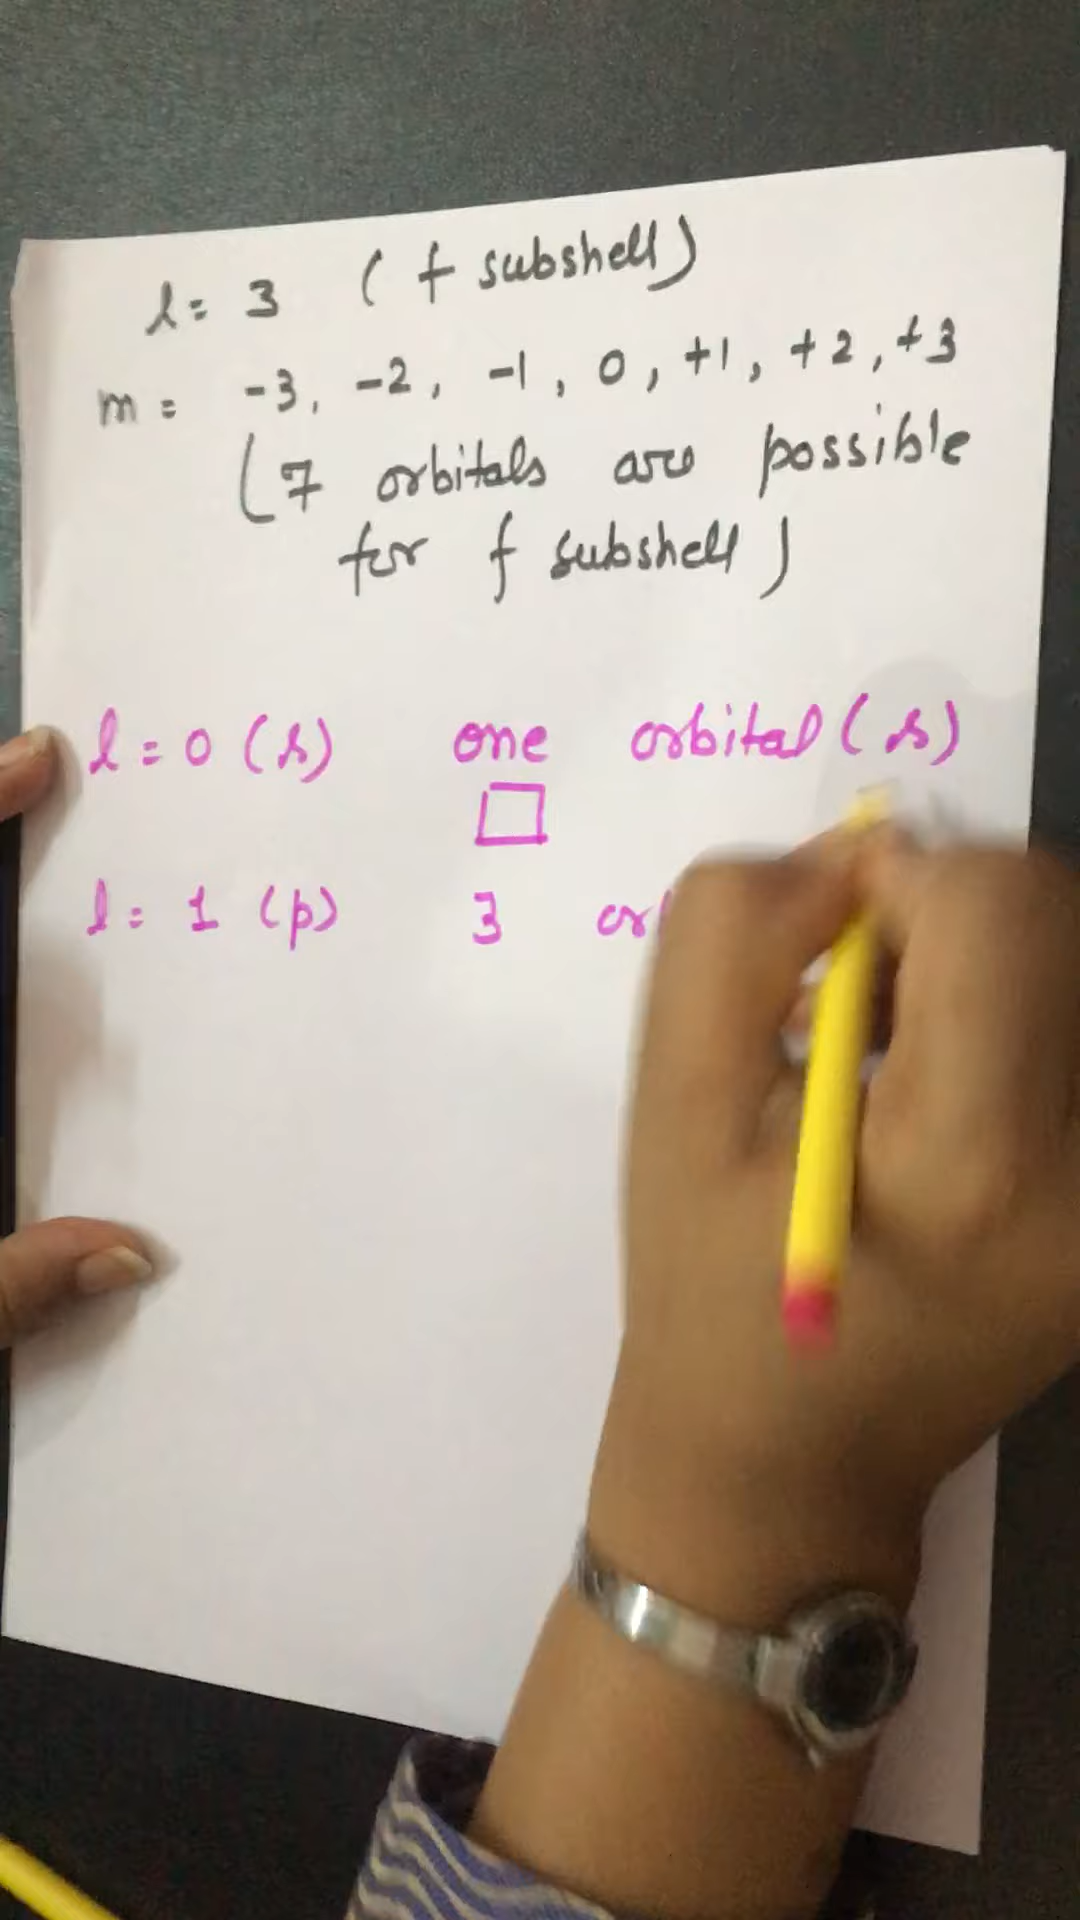 l = 3 ( f subshell)
m = -3, -2, -1, 0, +1, +2, +3
(7 orbitals are possible
for f subshell)
l = 0 (s) one orbital (s)
l = 1 (p) 3